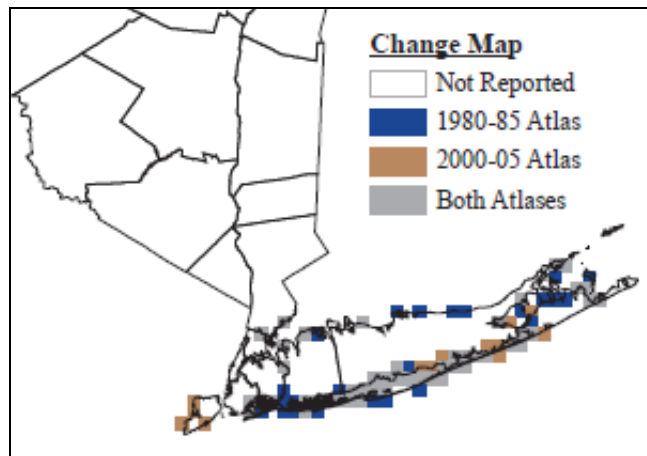 Change Map
Not Reported
1980-85 Atlas
2000-05 Atlas
Both Atlases